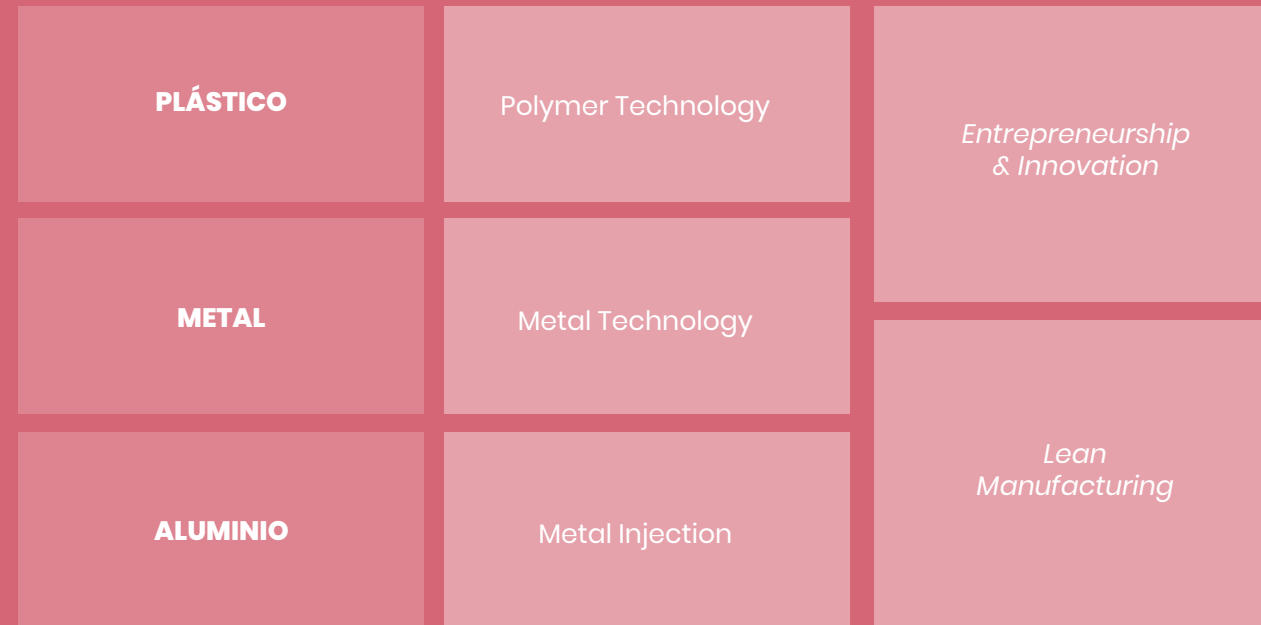 PLÁSTICO
Polymer Technology
Entrepreneurship
& Innovation
METAL
Metal Technology
Lean
Manufacturing
ALUMINIO
Metal Injection